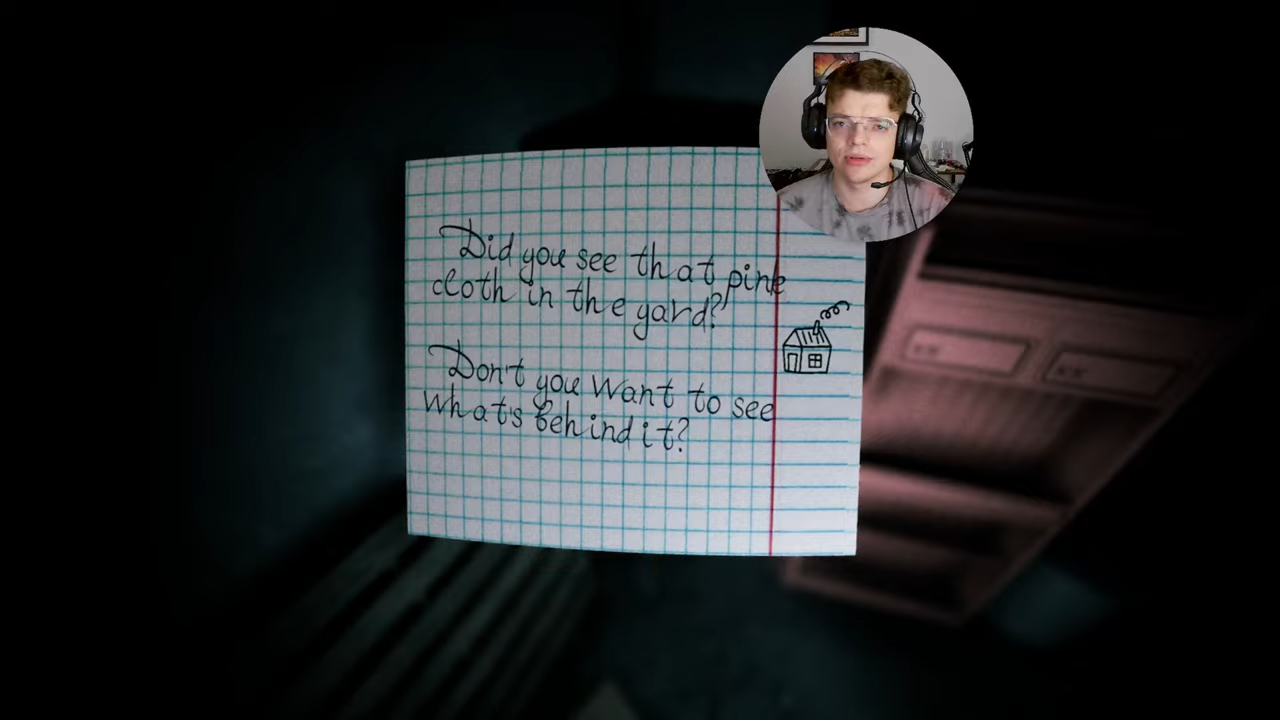 Did you see that pink
cloth in the yard?
Don't you want to see
what's behind it?